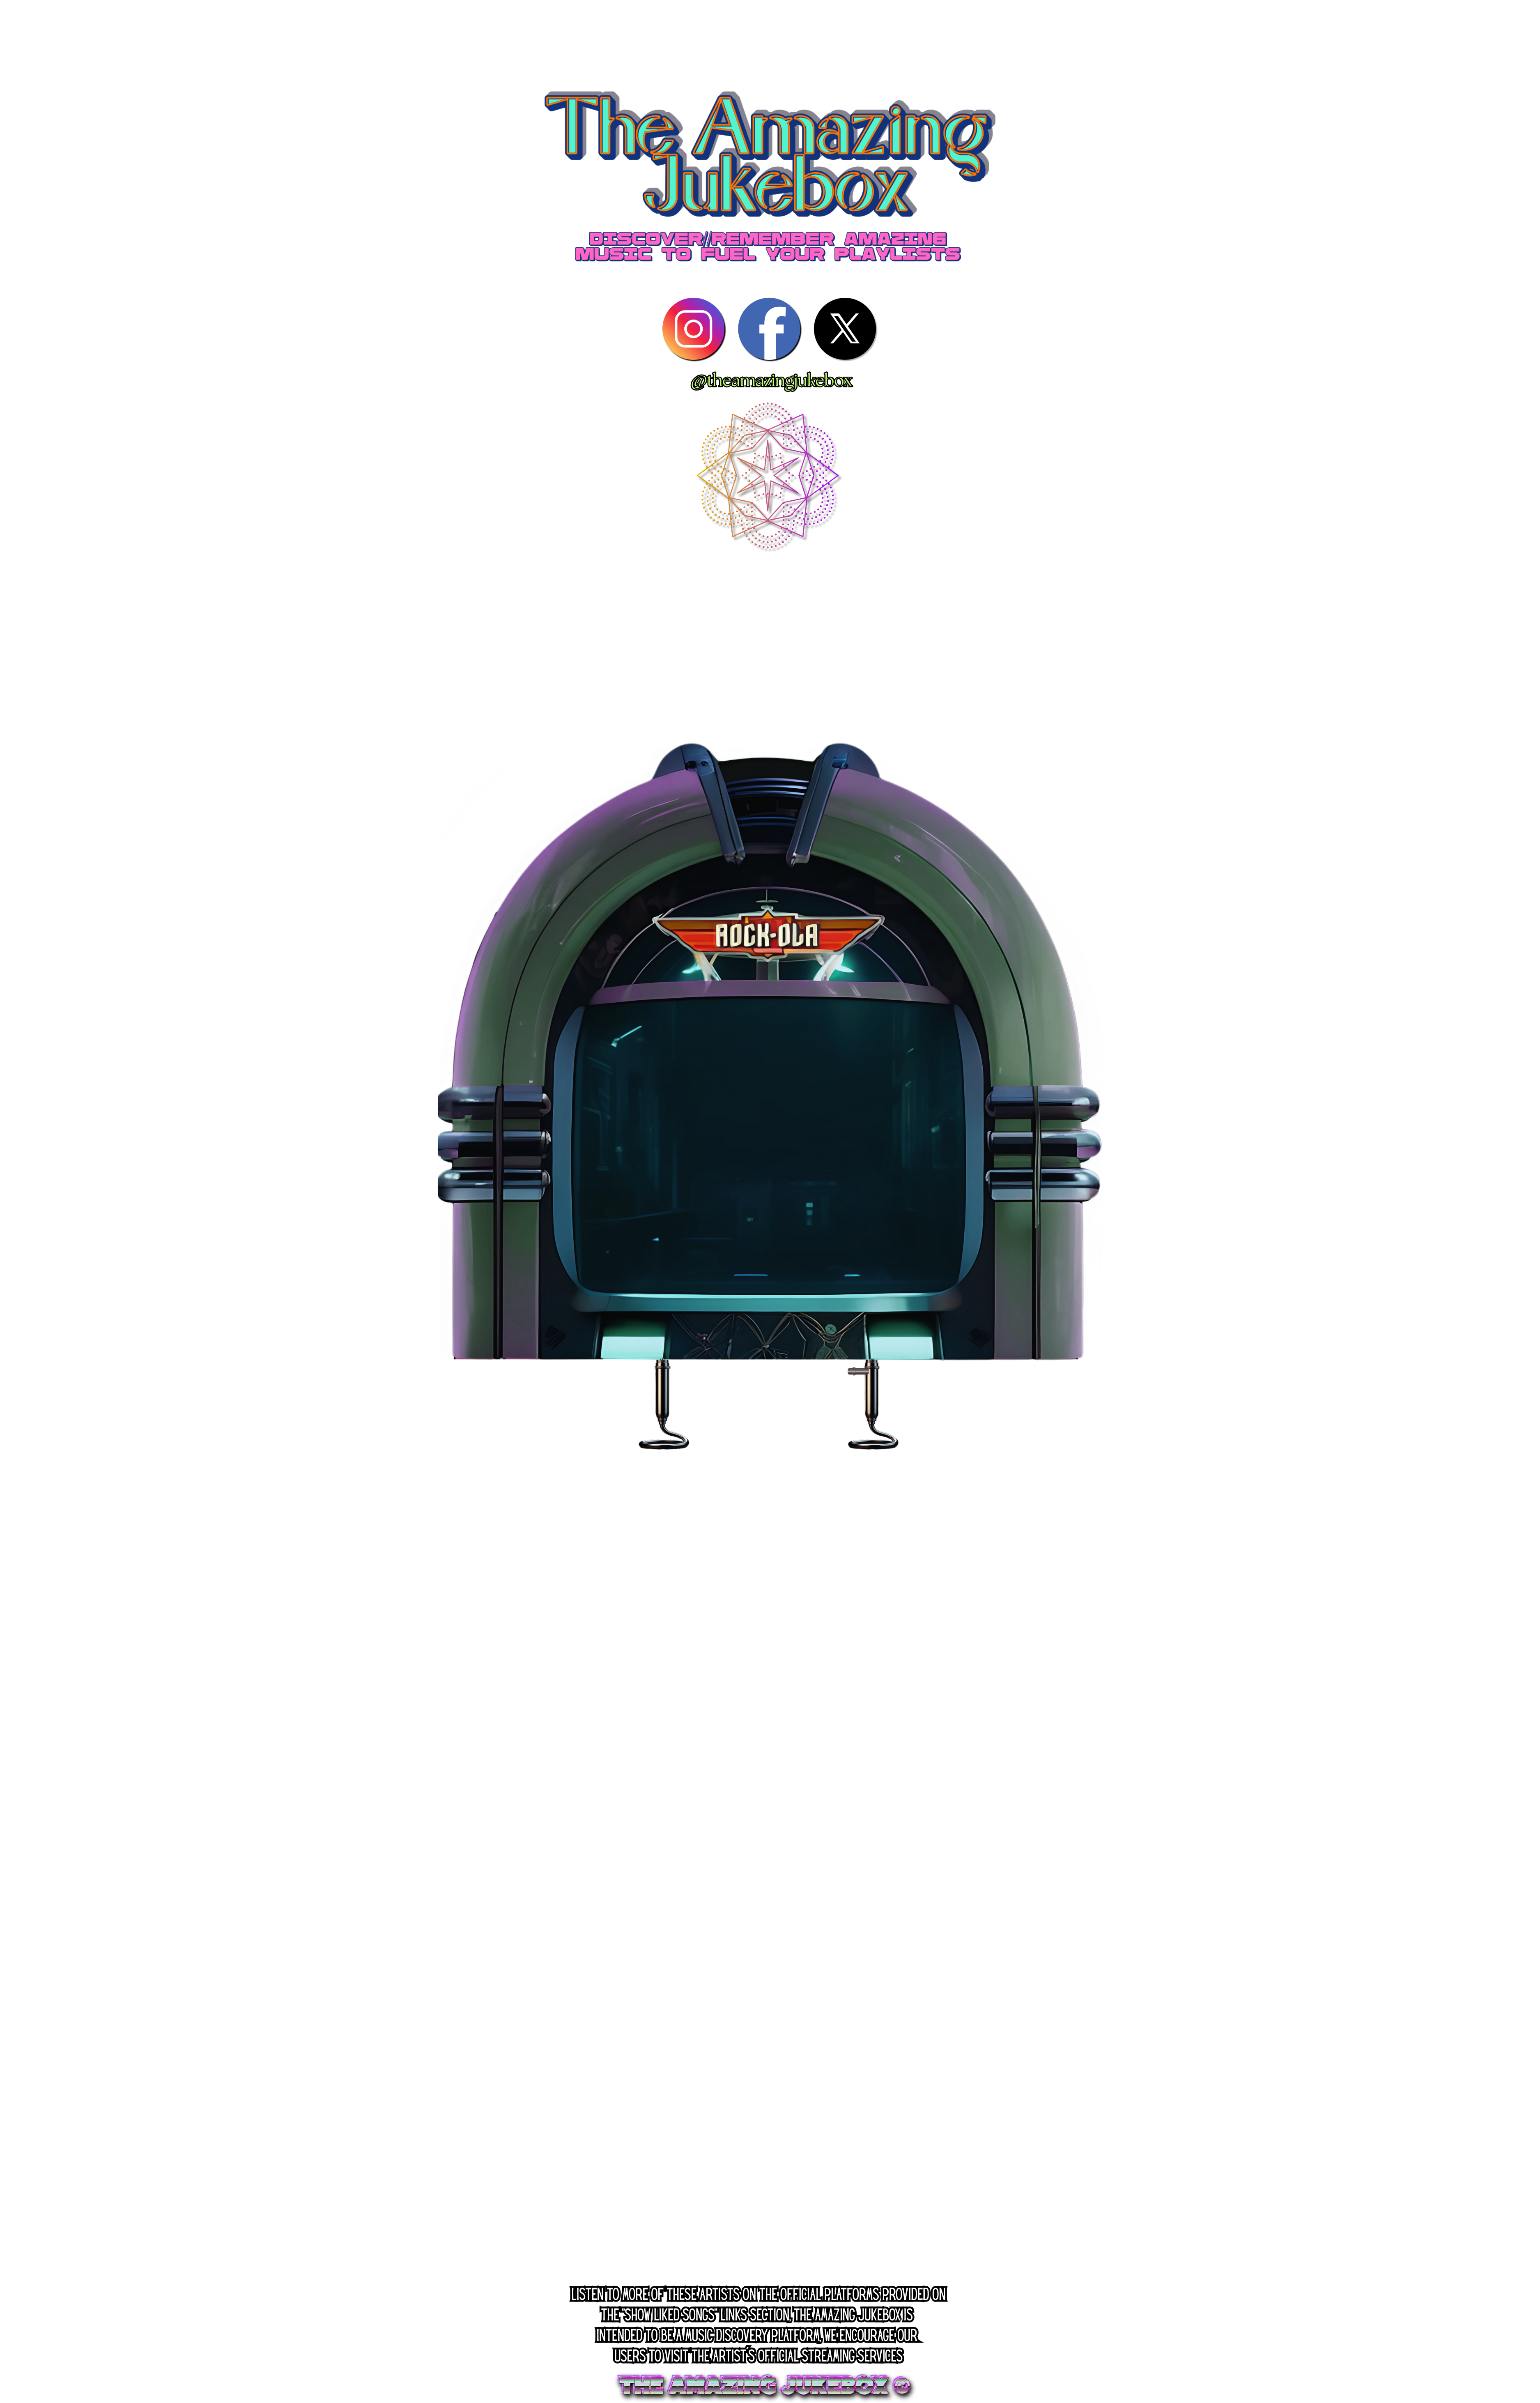 The Amazing
Jukebox
DISCOVER//REMEMBER AMAZING
MUSIC TO FUEL YOUR PLAYLISTS
@theamazingjukebox
ROCK-OLA
LISTEN TO MORE OF THESE ARTISTS ON THE OFFICIAL PLATFORMS PROVIDED ON
THE "SHOW LIKED SONGS" LINKS SECTION, THE AMAZING JUKEBOX IS
INTENDED TO BE A MUSIC DISCOVERY PLATFORM, WE ENCOURAGE OUR
USERS TO VISIT THE ARTIST´S OFFICIAL STREAMING SERVICES
THE AMAZING JUKEBOX ©